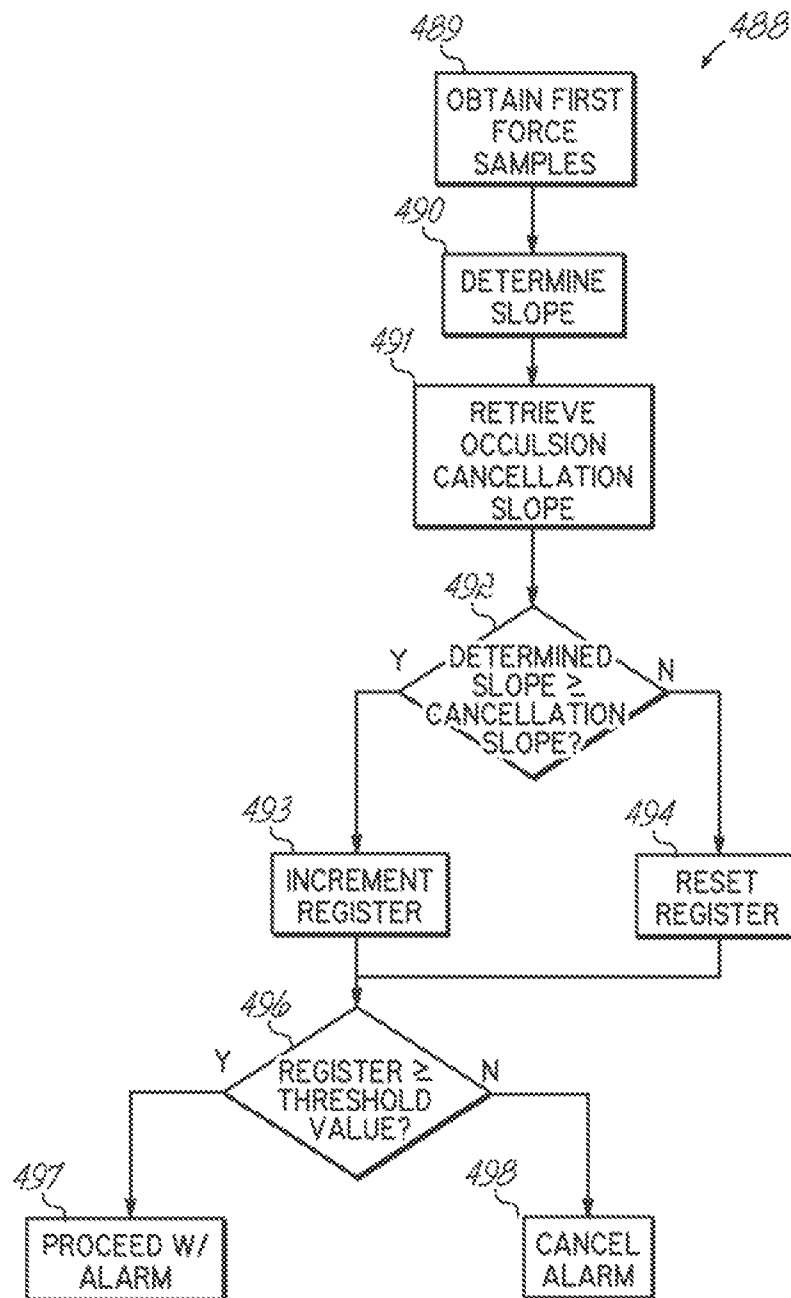 488
489
OBTAIN FIRST
FORCE
SAMPLES
490
DETERMINE
SLOPE
491
RETRIEVE
OCCULSION
CANCELLATION
SLOPE
492
Y
DETERMINED
SLOPE ≥
CANCELLATION
SLOPE?
N
493
INCREMENT
REGISTER
494
RESET
REGISTER
496
Y
REGISTER ≥
THRESHOLD
VALUE?
N
497
PROCEED W/
ALARM
498
CANCEL
ALARM